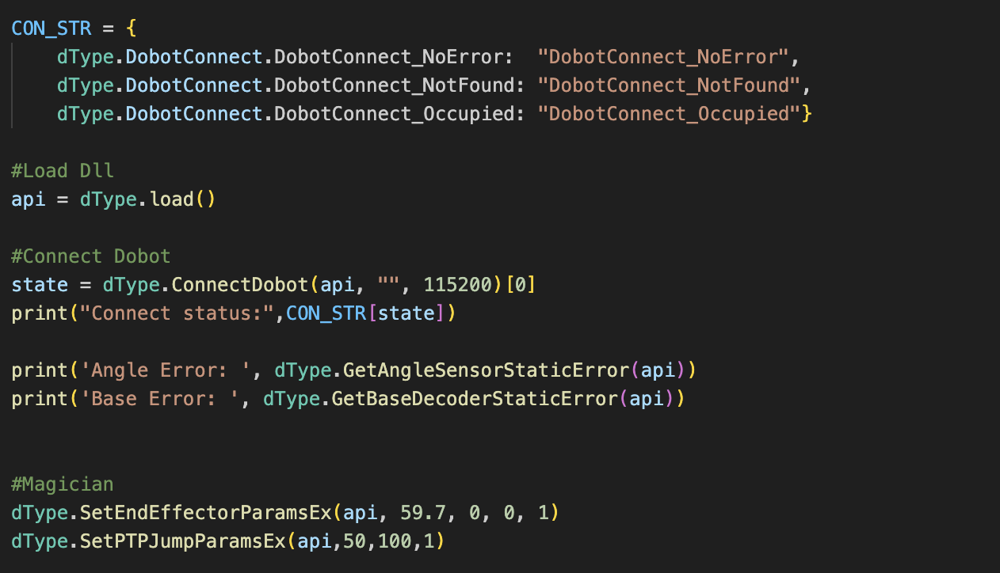 CON_STR = {
    dType.DobotConnect.DobotConnect_NoError:  "DobotConnect_NoError",
    dType.DobotConnect.DobotConnect_NotFound: "DobotConnect_NotFound",
    dType.DobotConnect.DobotConnect_Occupied: "DobotConnect_Occupied"}
#Load Dll
api = dType.load()
#Connect Dobot
state = dType.ConnectDobot(api, "", 115200)[0]
print("Connect status:",CON_STR[state])
print('Angle Error: ', dType.GetAngleSensorStaticError(api))
print('Base Error: ', dType.GetBaseDecoderStaticError(api))
#Magician
dType.SetEndEffectorParamsEx(api, 59.7, 0, 0, 1)
dType.SetPTPJumpParamsEx(api,50,100,1)